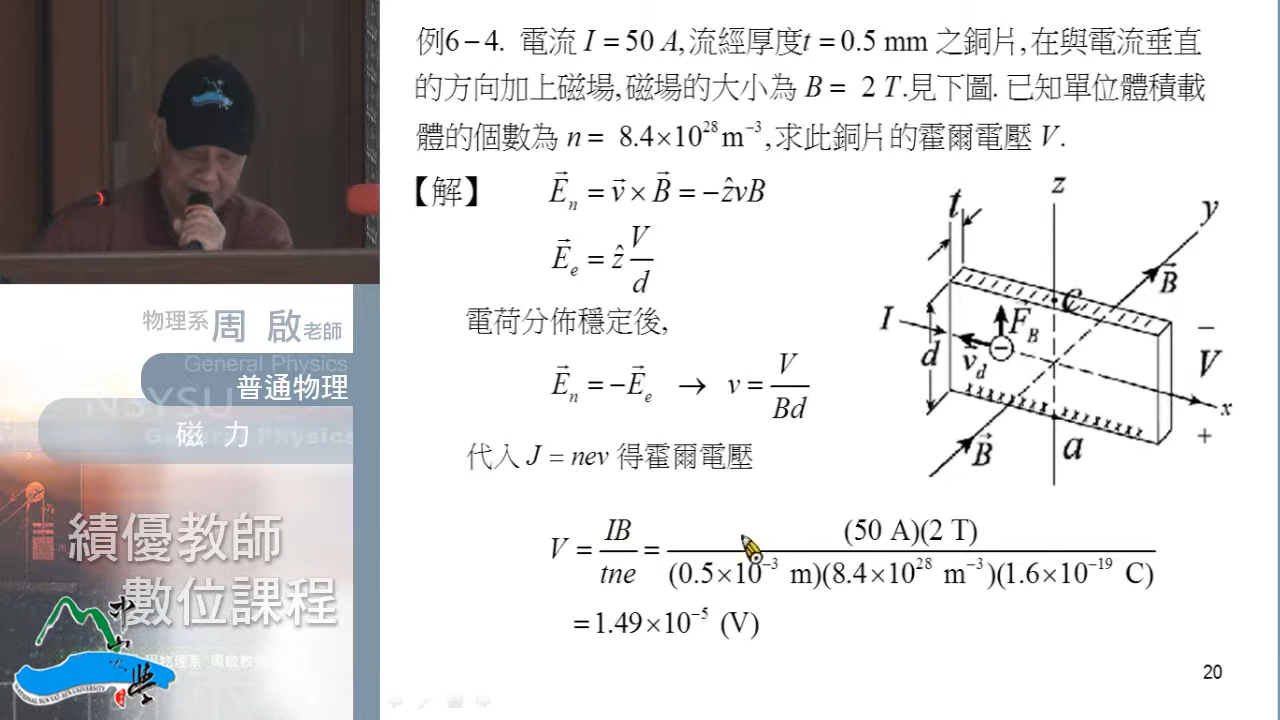 例6－4. 電流 I = 50 A, 流經厚度t = 0.5 mm 之銅片, 在與電流垂直
的方向加上磁場, 磁場的大小為 B = 2 T. 見下圖. 已知單位體積載
體的個數為 n = 8.4×10²⁸ m⁻³, 求此銅片的霍爾電壓 V.
【解】 E⃗ₙ = v⃗ × B⃗ = −ẑvB
E⃗ₑ = ẑ V/d
電荷分佈穩定後,
E⃗ₙ = −E⃗ₑ → v = V/Bd
代入 J = nev 得霍爾電壓
V = IB/tne = (50 A)(2 T)/(0.5×10⁻³ m)(8.4×10²⁸ m⁻³)(1.6×10⁻¹⁹ C)
= 1.49×10⁻⁵ (V)
z
t
y
B⃗
c
I
F_B
−
d
v⃗_d
−
V
x
+
B⃗
a
20
物理系 周 啟 老師
General Physics
普通物理
NSYSU
磁 力
績優教師
數位課程